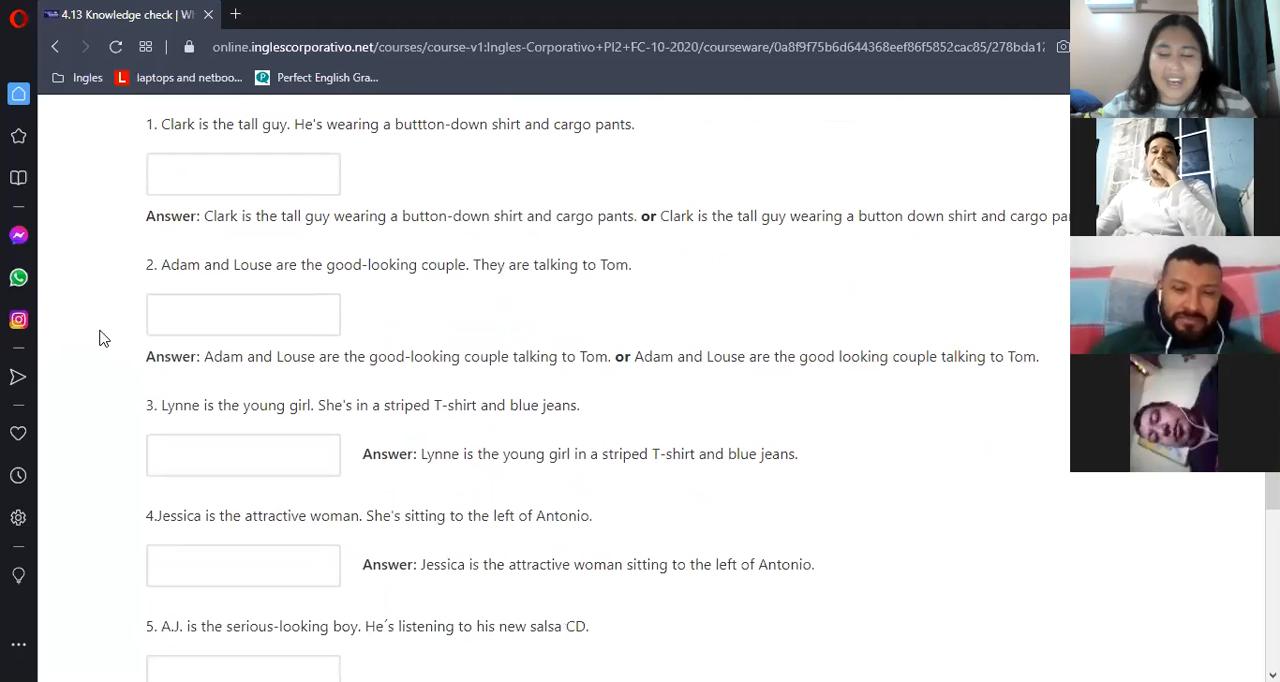 4.13 Knowledge check | W
online.inglescorporativo.net/courses/course-v1:Ingles-Corporativo+PI2+FC-10-2020/courseware/0a8f9f75b6d644368eef86f5852cac85/278bda12
Ingles
laptops and netboo...
Perfect English Gra...
1. Clark is the tall guy. He's wearing a buttton-down shirt and cargo pants.
Answer: Clark is the tall guy wearing a button-down shirt and cargo pants. or Clark is the tall guy wearing a button down shirt and cargo pa
2. Adam and Louse are the good-looking couple. They are talking to Tom.
Answer: Adam and Louse are the good-looking couple talking to Tom. or Adam and Louse are the good looking couple talking to Tom.
3. Lynne is the young girl. She's in a striped T-shirt and blue jeans.
Answer: Lynne is the young girl in a striped T-shirt and blue jeans.
4.Jessica is the attractive woman. She's sitting to the left of Antonio.
Answer: Jessica is the attractive woman sitting to the left of Antonio.
5. A.J. is the serious-looking boy. He´s listening to his new salsa CD.